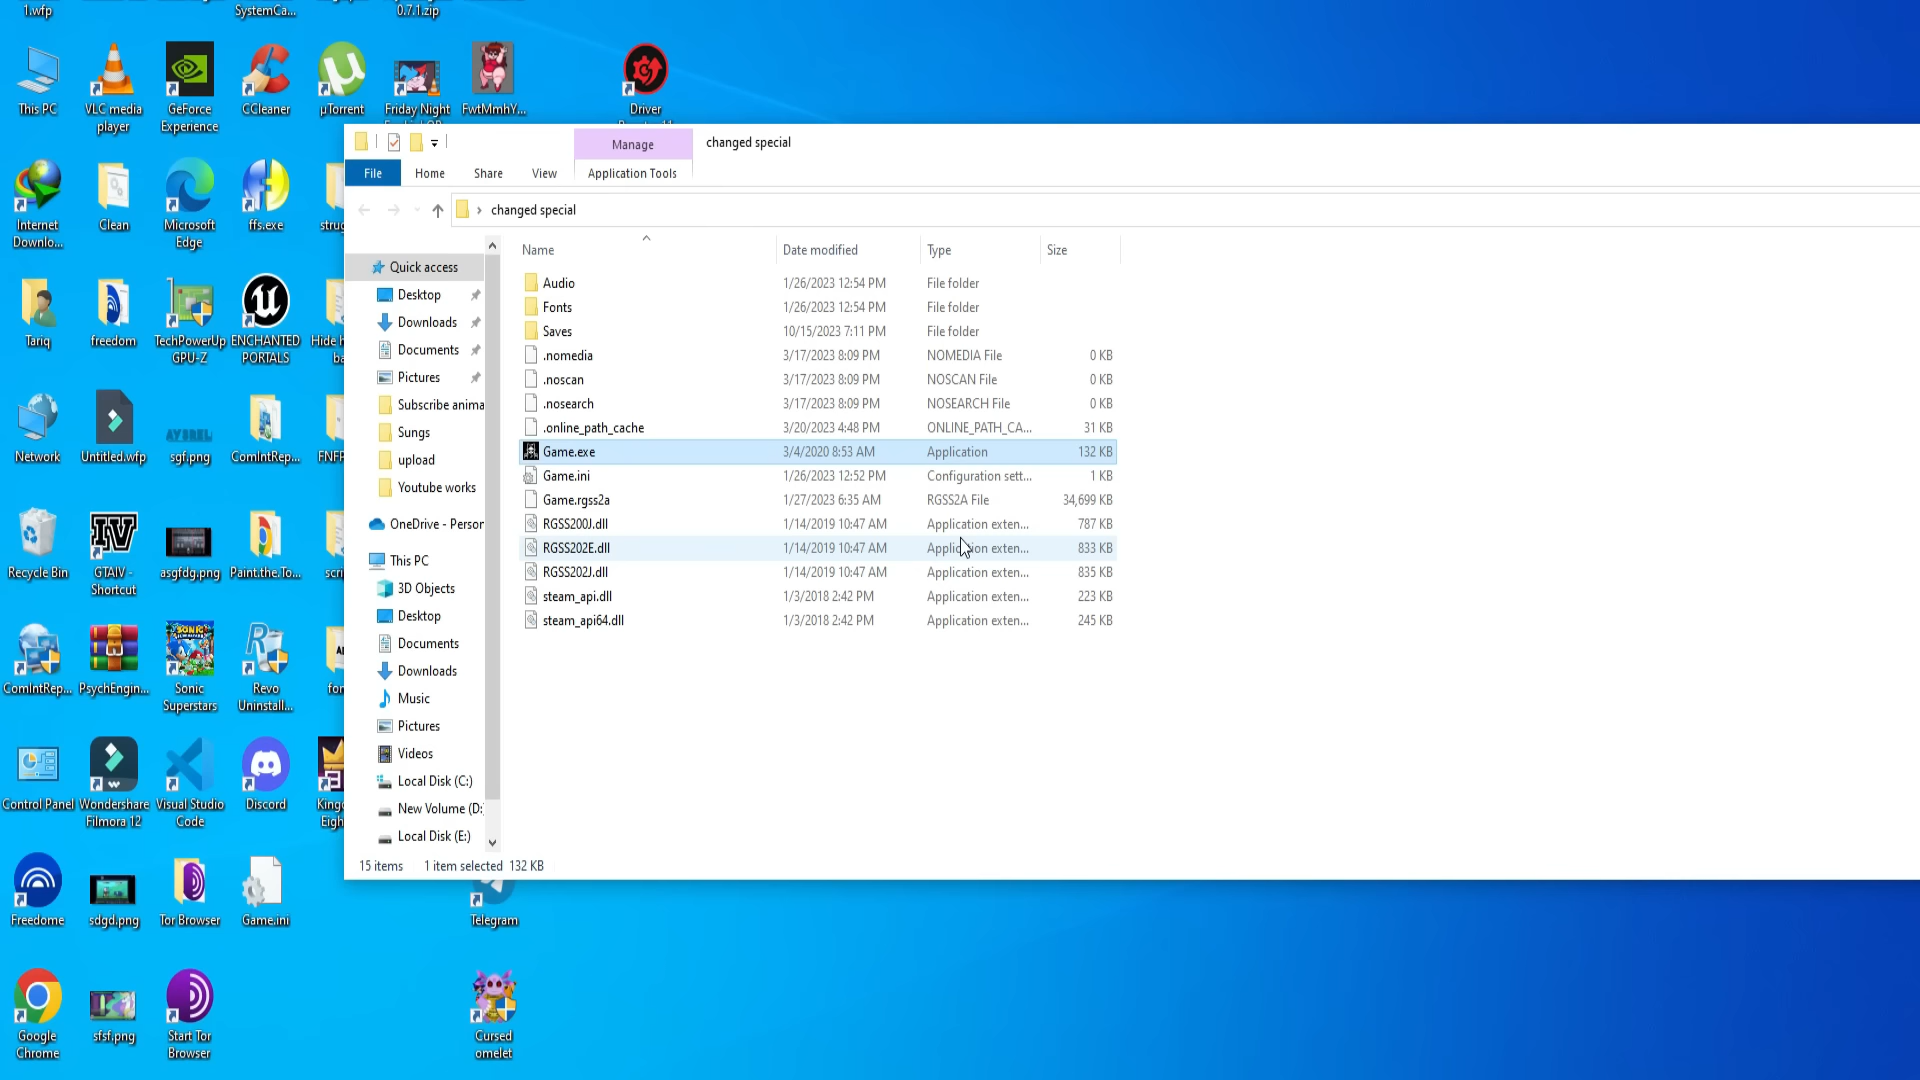 1.wfp
SystemCa...
0.7.1.zip
This PC
VLC media
player
GeForce
Experience
CCleaner
µTorrent
Friday Night
FwtMmhY...
Driver
Internet
Downlo...
Clean
Microsoft
Edge
ffs.exe
strug
Tariq
freedom
TechPowerUp
GPU-Z
ENCHANTED
PORTALS
Hide h
ba
Network
Untitled.wfp
sgf.png
ComIntRep...
FNFP
Recycle Bin
IV
GTAIV -
Shortcut
asgfdg.png
Paint.the.To...
scri
ComIntRep...
PsychEngin...
Sonic
Superstars
Revo
Uninstall...
for
Control Panel
Wondershare
Filmora 12
Visual Studio
Code
Discord
King
Eigh
Freedome
sdgd.png
Tor Browser
Game.ini
Telegram
Google
Chrome
sfsf.png
Start Tor
Browser
Cursed
omelet
Manage
changed special
File
Home
Share
View
Application Tools
changed special
Quick access
Desktop
Downloads
Documents
Pictures
Subscribe anima
Sungs
upload
Youtube works
OneDrive - Person
This PC
3D Objects
Desktop
Documents
Downloads
Music
Pictures
Videos
Local Disk (C:)
New Volume (D:)
Local Disk (E:)
Name Date modified Type Size
Audio 1/26/2023 12:54 PM File folder
Fonts 1/26/2023 12:54 PM File folder
Saves 10/15/2023 7:11 PM File folder
.nomedia 3/17/2023 8:09 PM NOMEDIA File 0 KB
.noscan 3/17/2023 8:09 PM NOSCAN File 0 KB
.nosearch 3/17/2023 8:09 PM NOSEARCH File 0 KB
.online_path_cache 3/20/2023 4:48 PM ONLINE_PATH_CA... 31 KB
Game.exe 3/4/2020 8:53 AM Application 132 KB
Game.ini 1/26/2023 12:52 PM Configuration sett... 1 KB
Game.rgss2a 1/27/2023 6:35 AM RGSS2A File 34,699 KB
RGSS200J.dll 1/14/2019 10:47 AM Application exten... 787 KB
RGSS202E.dll 1/14/2019 10:47 AM Application exten... 833 KB
RGSS202J.dll 1/14/2019 10:47 AM Application exten... 835 KB
steam_api.dll 1/3/2018 2:42 PM Application exten... 223 KB
steam_api64.dll 1/3/2018 2:42 PM Application exten... 245 KB
15 items 1 item selected 132 KB